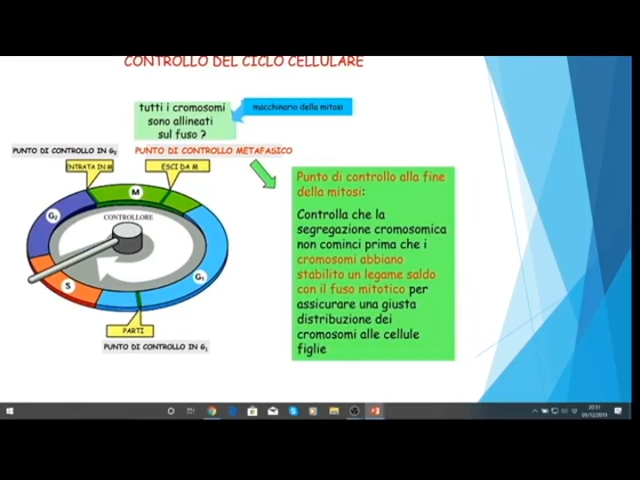 CONTROLLO DEL CICLO CELLULARE
tutti i cromosomi
sono allineati
sul fuso ?
macchinario della mitosi
PUNTO DI CONTROLLO IN G2
PUNTO DI CONTROLLO METAFASICO
ENTRATA IN M
ESCI DA M
M
G2
CONTROLLORE
G1
S
PARTI
PUNTO DI CONTROLLO IN G1
Punto di controllo alla fine
della mitosi:
Controlla che la
segregazione cromosomica
non cominci prima che i
cromosomi abbiano
stabilito un legame saldo
con il fuso mitotico per
assicurare una giusta
distribuzione dei
cromosomi alle cellule
figlie